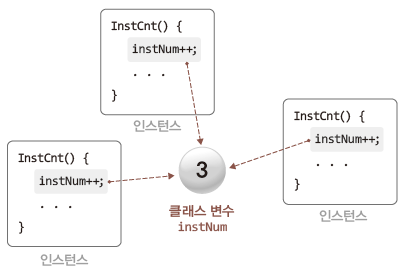 InstCnt() {
instNum++;
. . .
}
인스턴스
InstCnt() {
instNum++;
. . .
}
인스턴스
InstCnt() {
instNum++;
. . .
}
인스턴스
3
클래스 변수
instNum